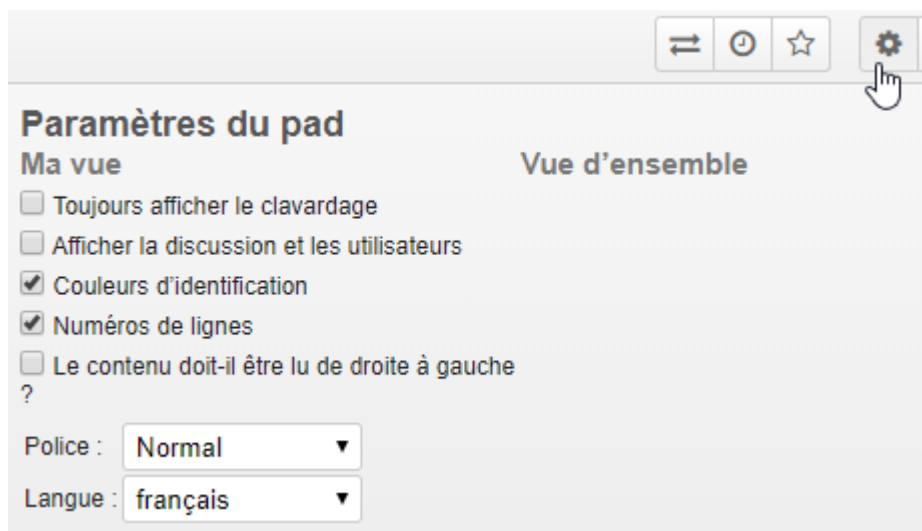 Paramètres du pad
Ma vue
Vue d’ensemble
Toujours afficher le clavardage
Afficher la discussion et les utilisateurs
Couleurs d’identification
Numéros de lignes
Le contenu doit-il être lu de droite à gauche
?
Police : Normal
Langue : français